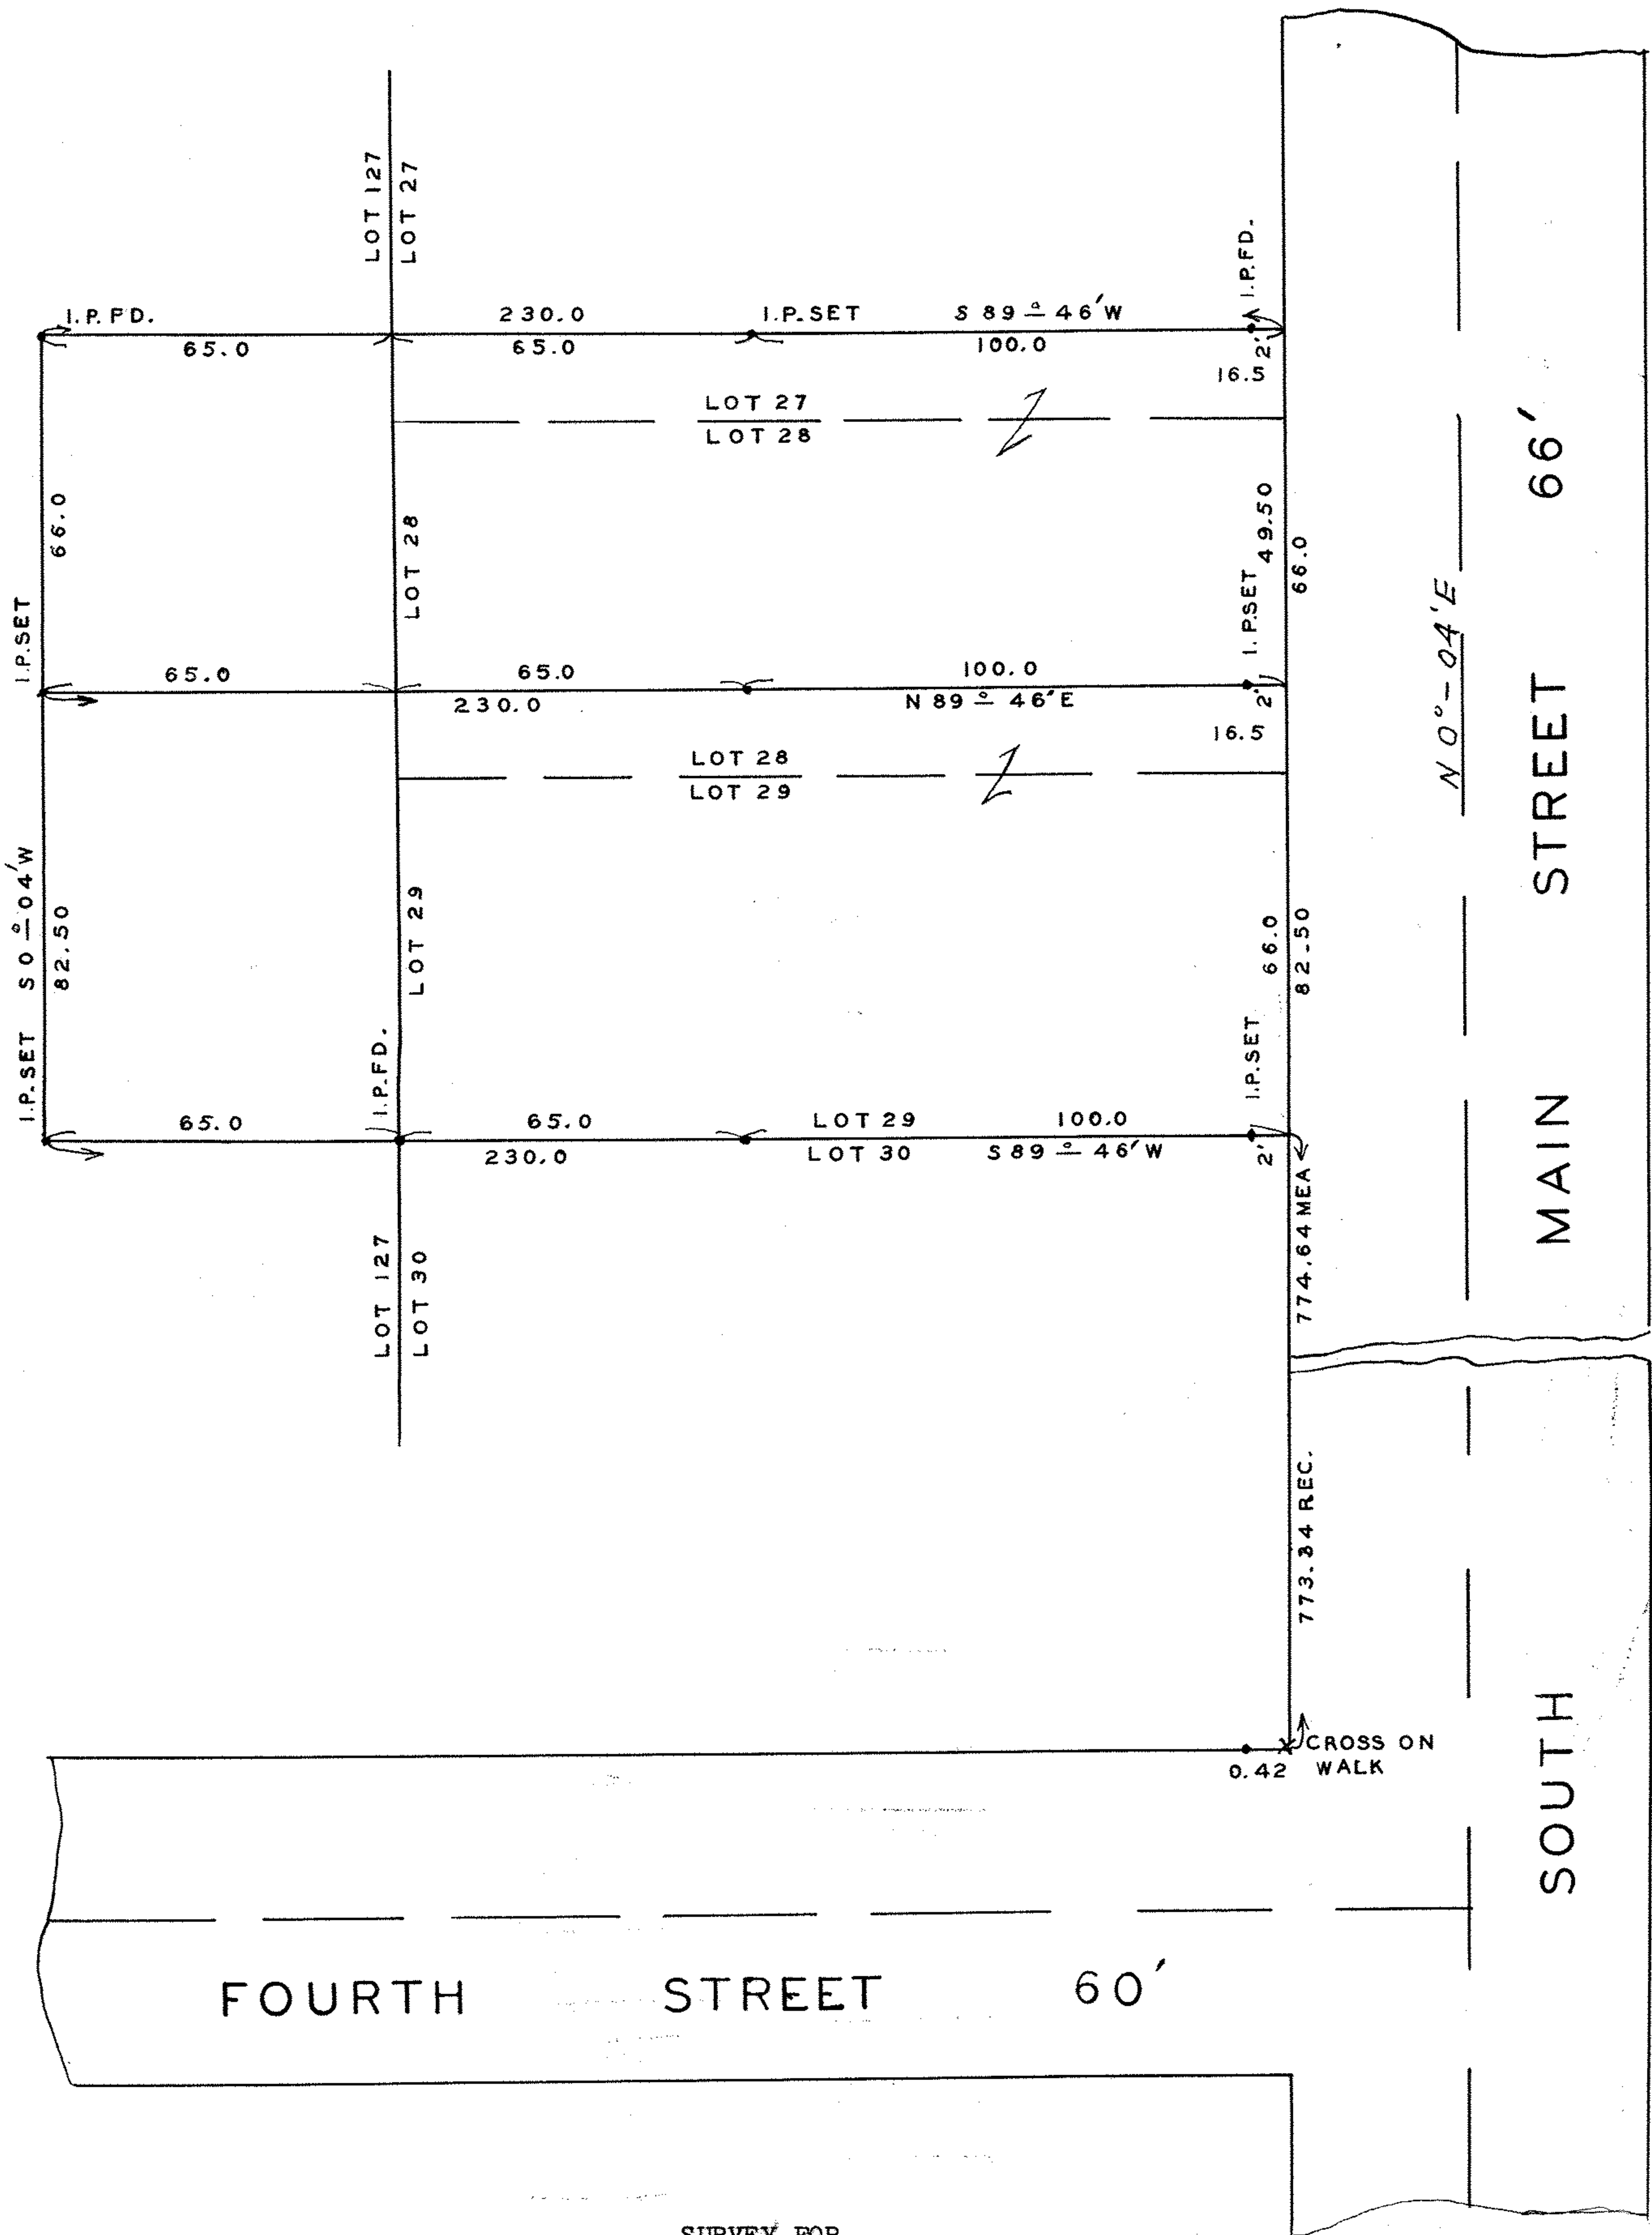 LOT 127
LOT 27
I.P. FD.
230.0
I.P. SET
S 89° 46' W
I.P. FD.
65.0
65.0
100.0
2'
16.5
LOT 27
LOT 28
66.0
LOT 28
49.50
66.0
66'
I.P. SET
I.P. SET
65.0
65.0
100.0
230.0
N 89° 46' E
2'
16.5
N 0°-04' E
LOT 28
LOT 29
S 0°-04' W
82.50
LOT 29
66.0
82.50
STREET
I.P. SET
I.P. FD.
I.P. SET
65.0
65.0
LOT 29
100.0
230.0
LOT 30
S 89° 46' W
2'
MAIN
LOT 127
LOT 30
774.64 MEA
773.34 REC.
CROSS ON
0.42 WALK
SOUTH
FOURTH STREET 60'
SURVEY FOR